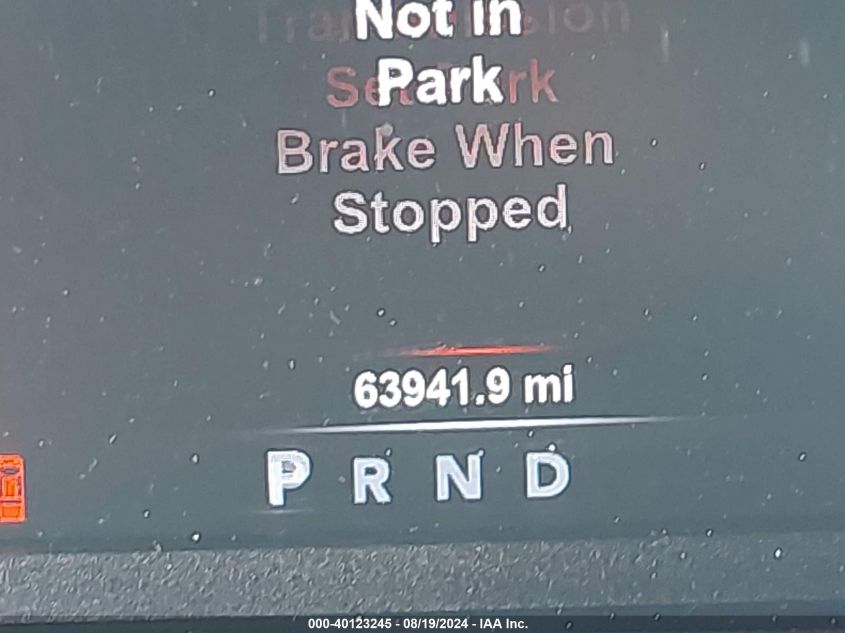 Not in
Park
Brake When
Stopped
63941.9 mi
P R N D
000-40123245 - 08/19/2024 - IAA Inc.